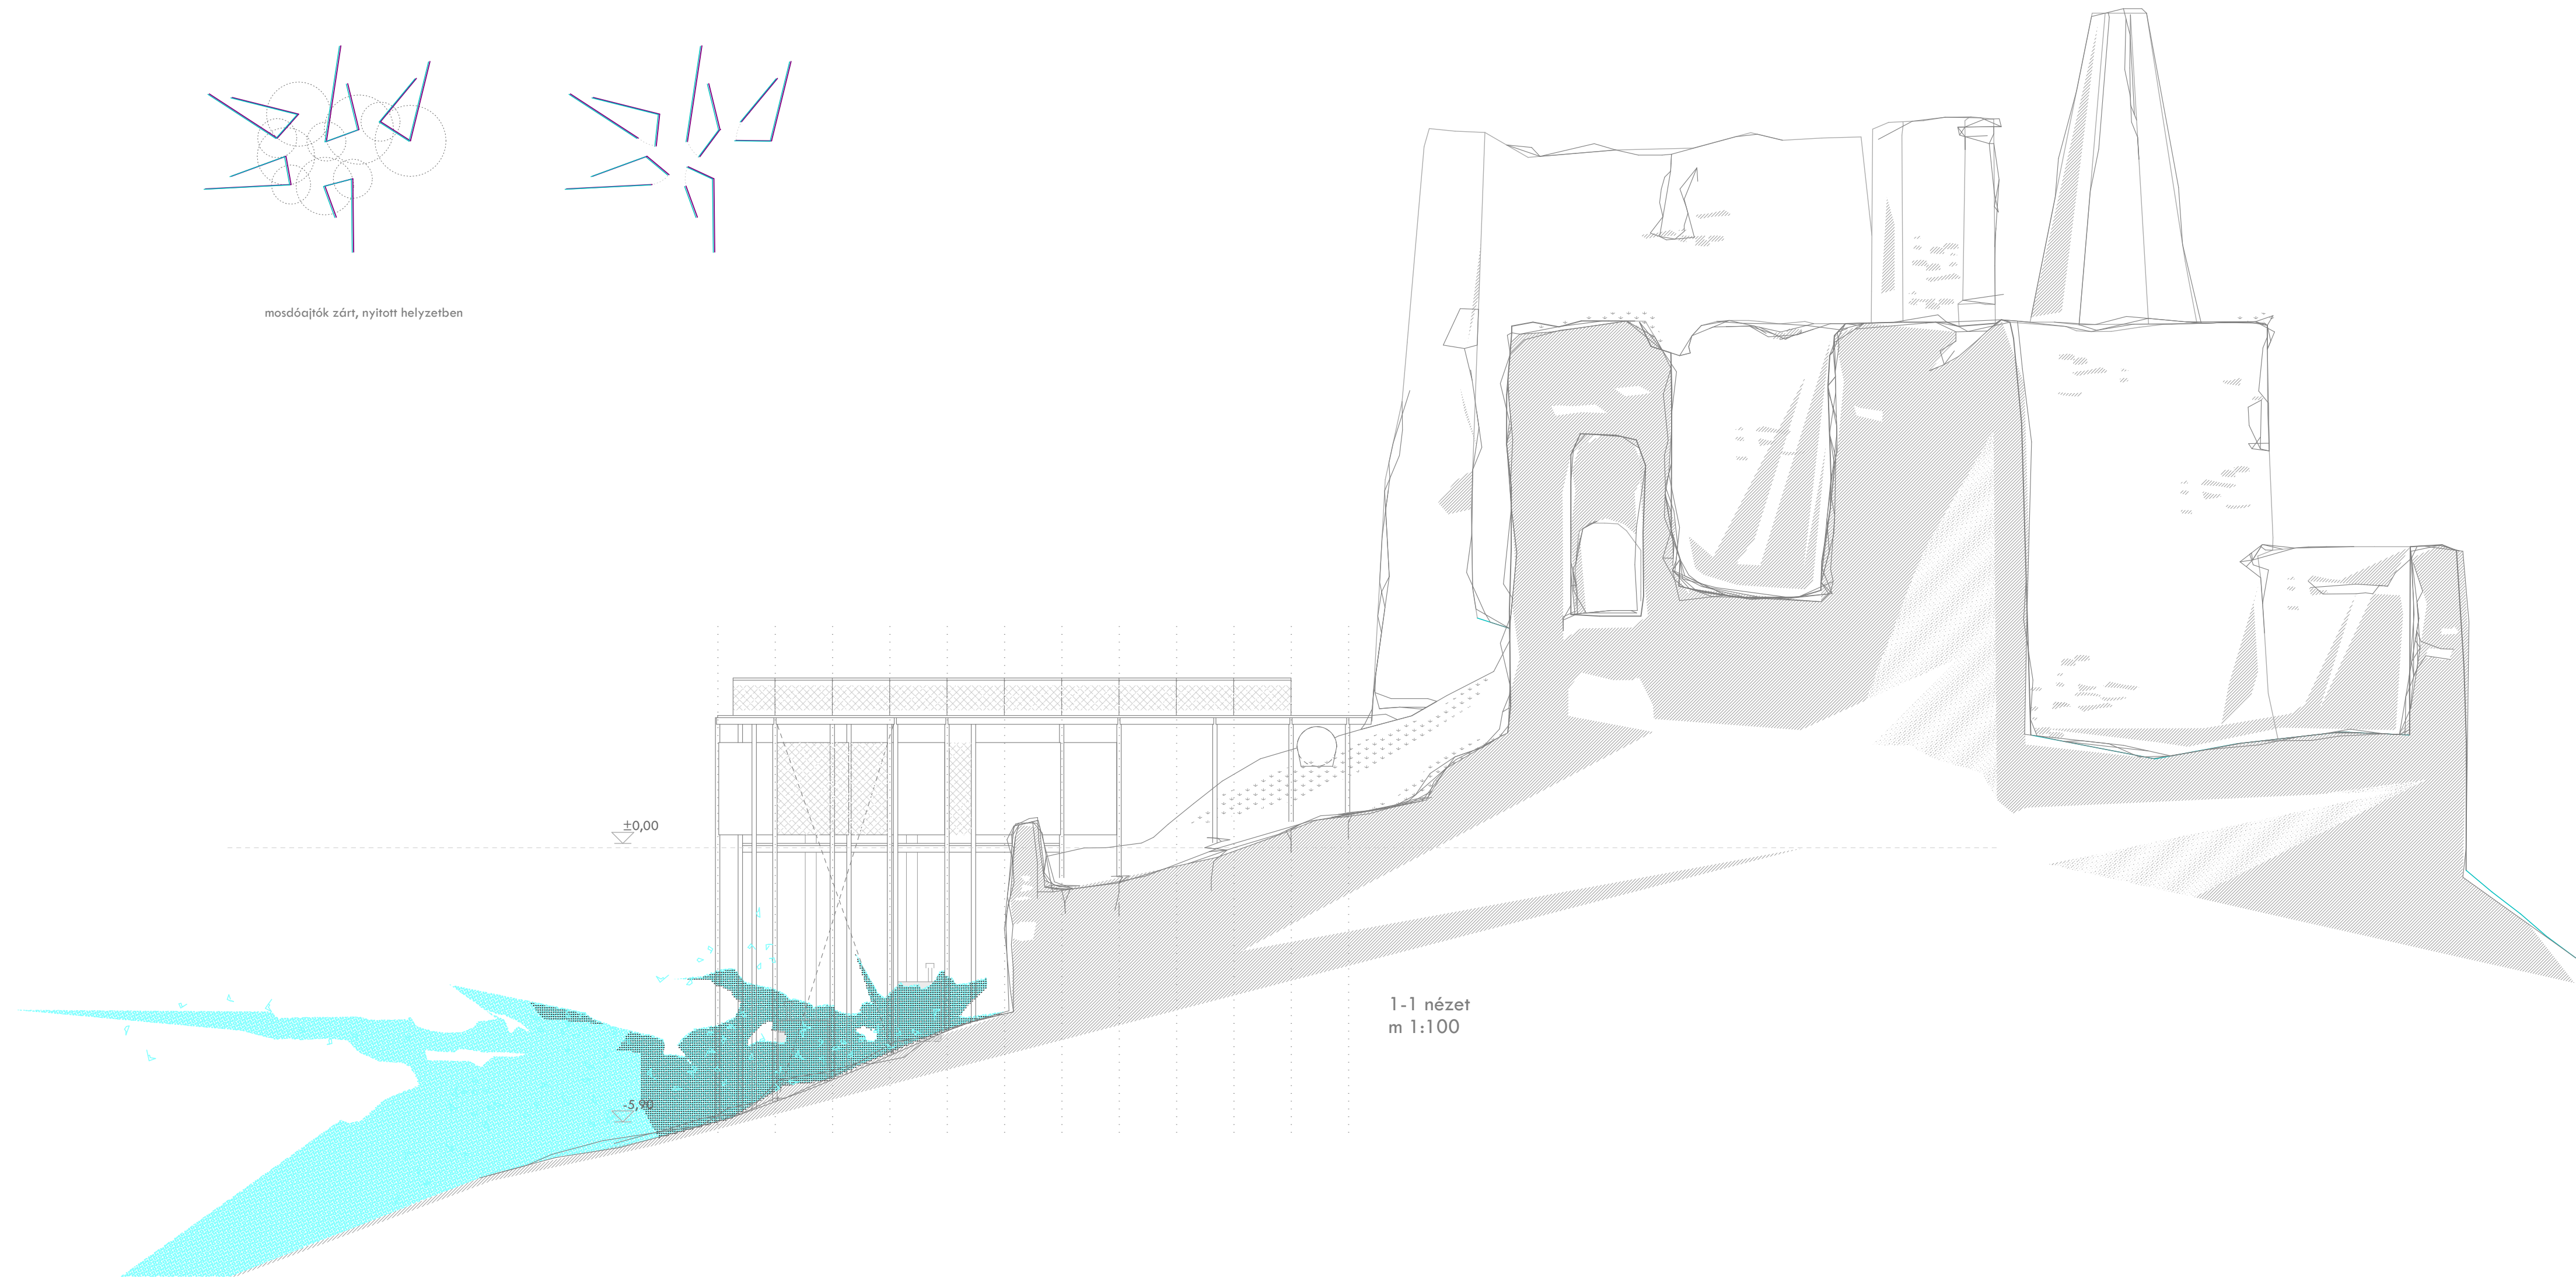 mosdóajtók zárt, nyitott helyzetben
±0,00
1-1 nézet
m 1:100
-5,90